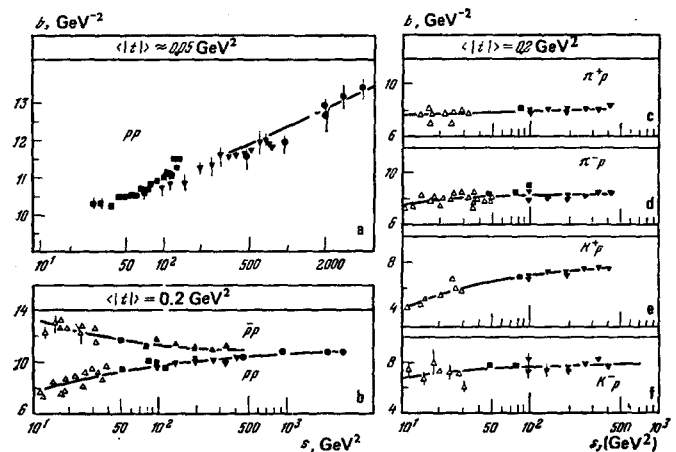 b, GeV⁻²
⟨|t|⟩ ≈ 0,05 GeV²
13
12
11
10
pp
a
10¹
50
10²
500
2000
⟨|t|⟩ = 0.2 GeV²
14
10
6
p̄p
pp
b
10¹
50
10²
500
10³
s, GeV²
b, GeV⁻²
⟨|t|⟩ = 0,2 GeV²
10
6
π⁺p
c
10
6
π⁻p
d
8
4
K⁺p
e
8
4
K⁻p
f
10¹
50
10²
500
10³
s,(GeV²)